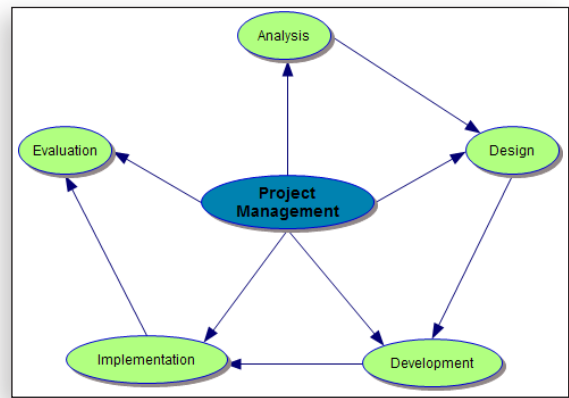 Analysis
Evaluation
Design
Project
Management
Implementation
Development